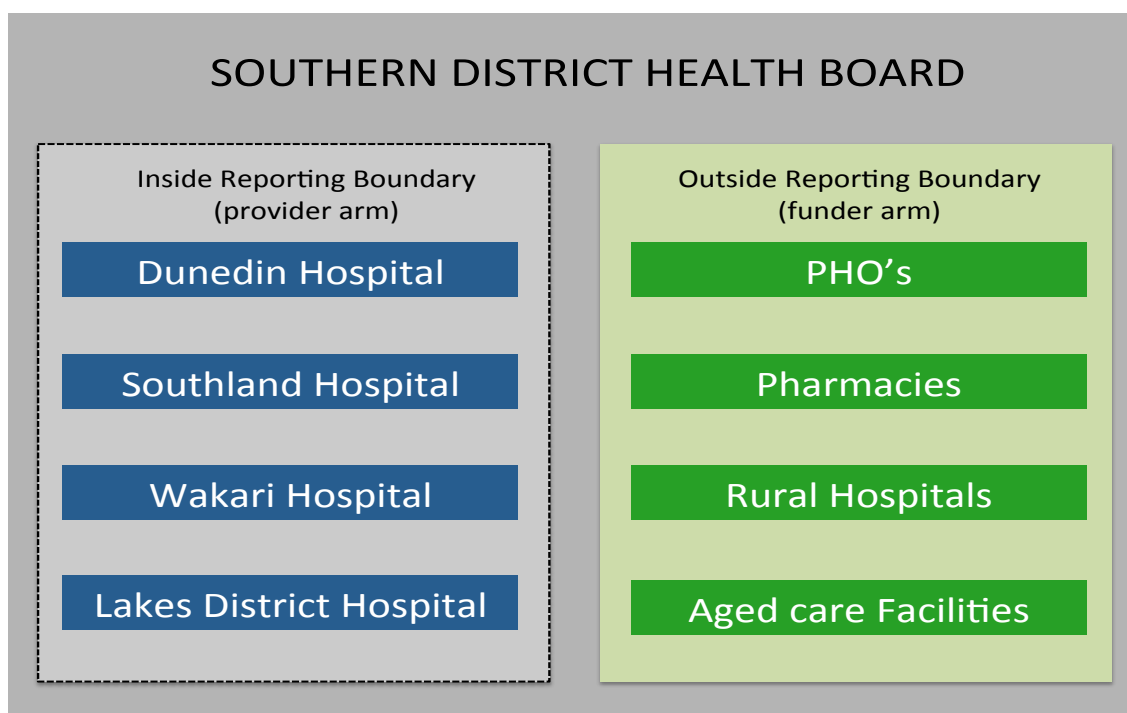 SOUTHERN DISTRICT HEALTH BOARD
Inside Reporting Boundary
(provider arm)
Dunedin Hospital
Southland Hospital
Wakari Hospital
Lakes District Hospital
Outside Reporting Boundary
(funder arm)
PHO’s
Pharmacies
Rural Hospitals
Aged care Facilities